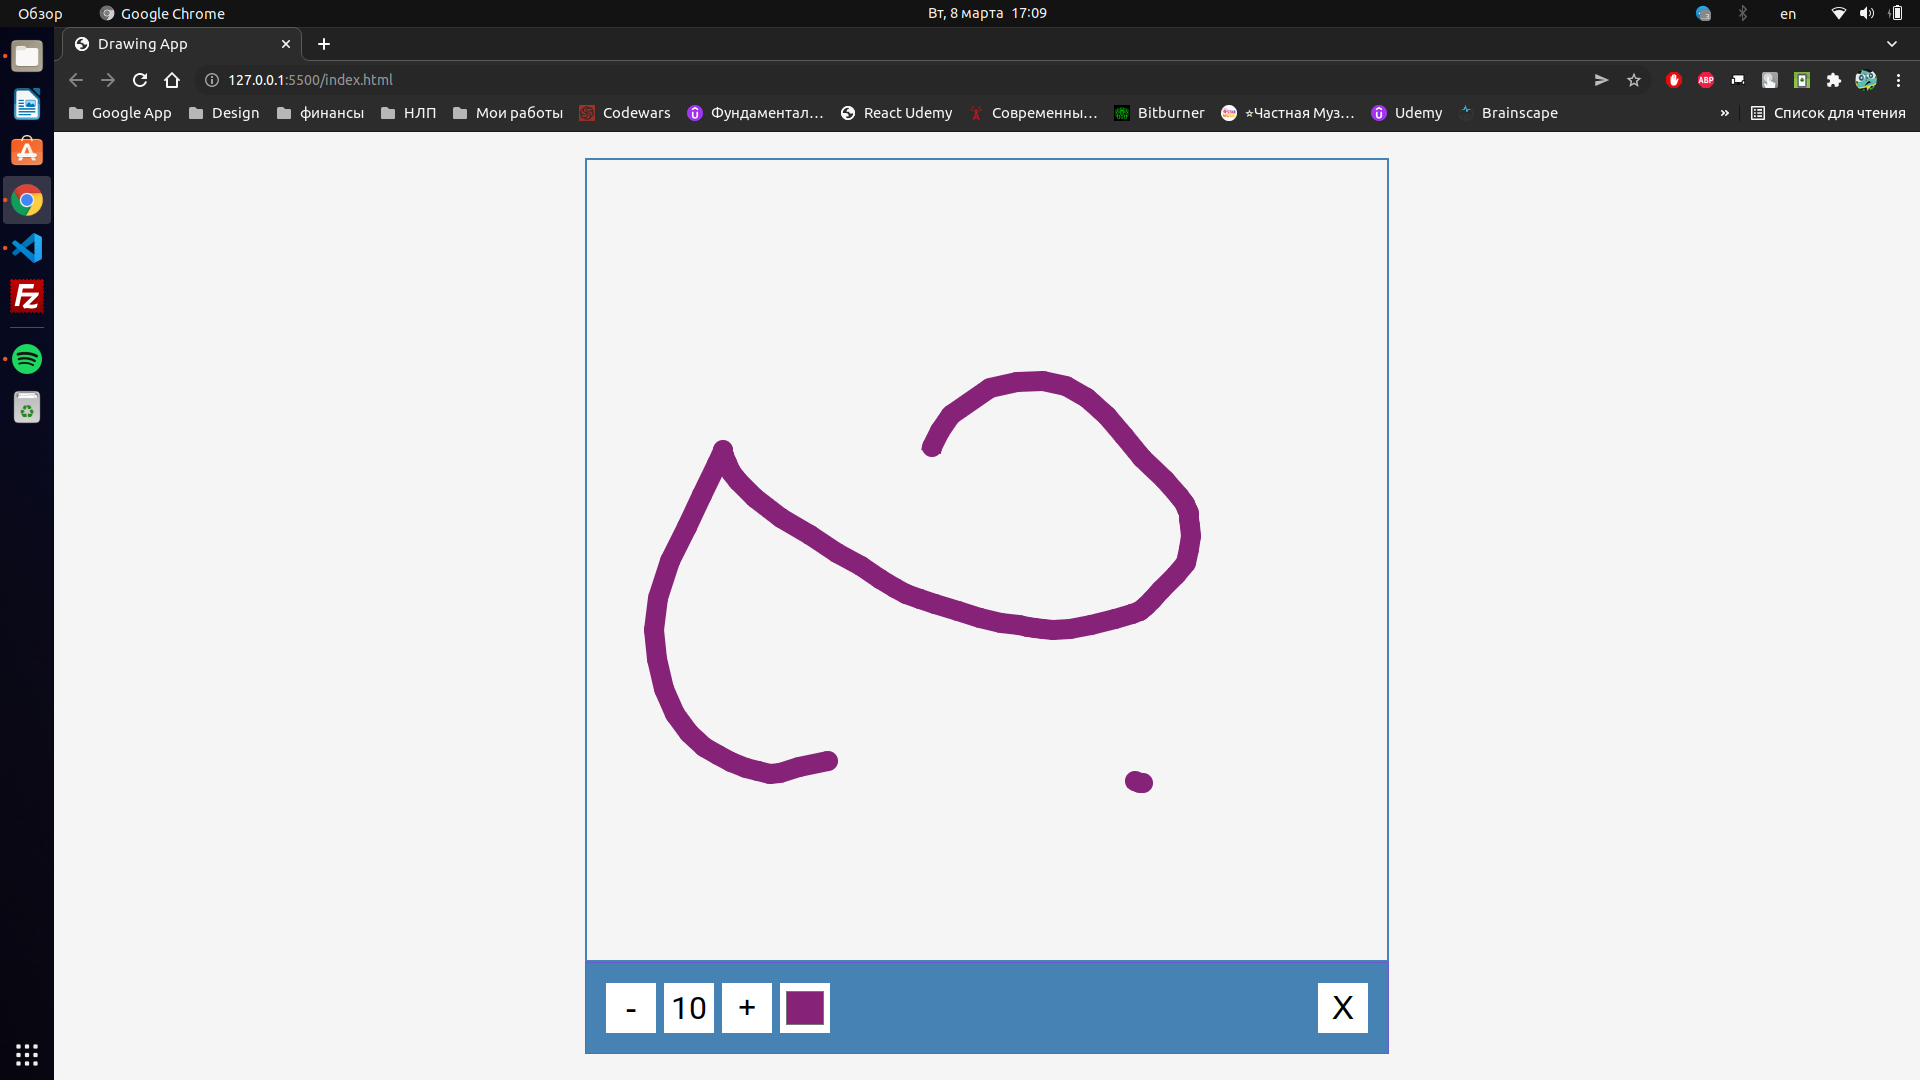 Обзор Google Chrome Вт, 8 марта 17:09 en
Drawing App
127.0.0.1:5500/index.html ABP
Google App Design финансы НЛП Мои работы Codewars Фундаментал... React Udemy Современны... Bitburner ⭐Частная Муз... Udemy Brainscape » Список для чтения
Fz
- 10 + X